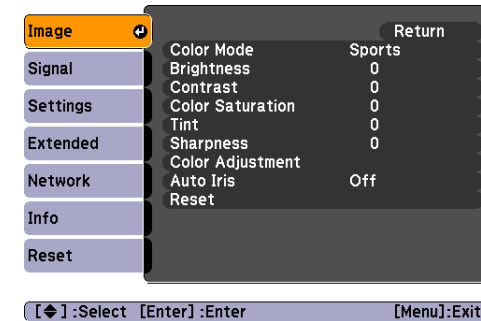 Image
Signal
Settings
Extended
Network
Info
Reset
Return
Color Mode Sports
Brightness 0
Contrast 0
Color Saturation 0
Tint 0
Sharpness 0
Color Adjustment
Auto Iris Off
Reset
[◆] :Select [Enter] :Enter [Menu]:Exit